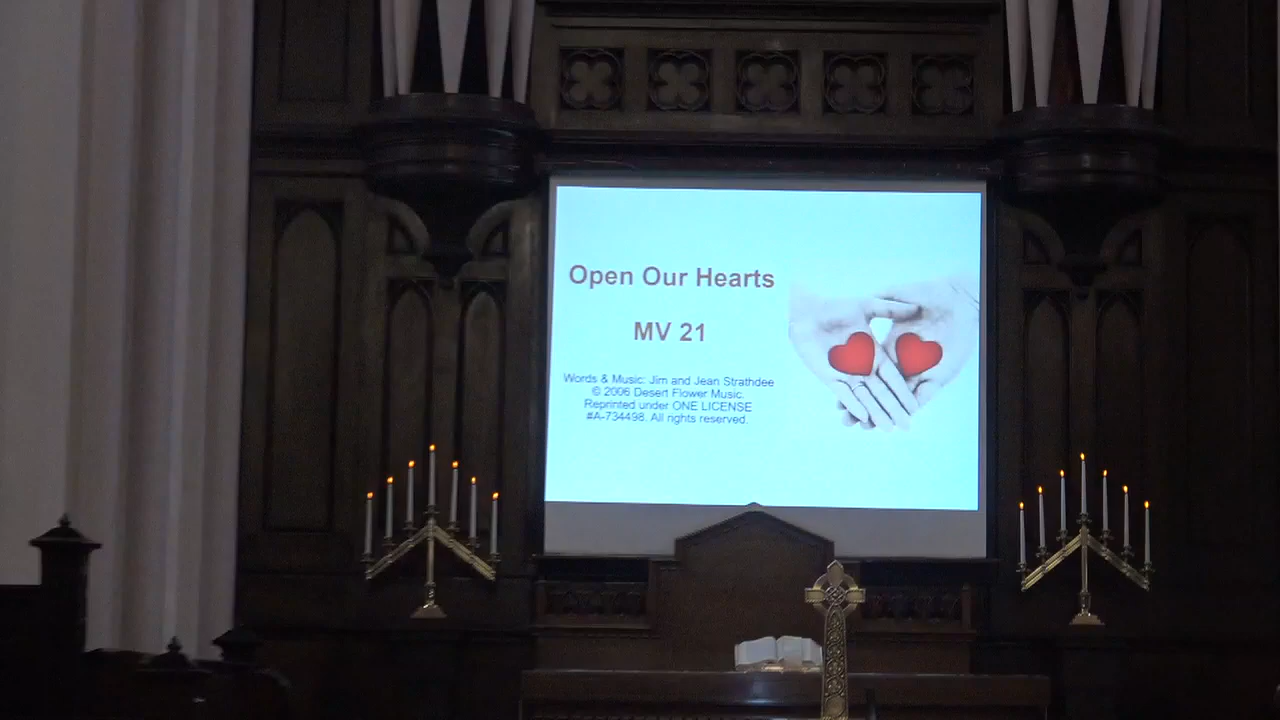 Open Our Hearts
MV 21
Words & Music: Jim and Jean Strathdee
© 2006 Desert Flower Music.
Reprinted under ONE LICENSE
#A-734498. All rights reserved.